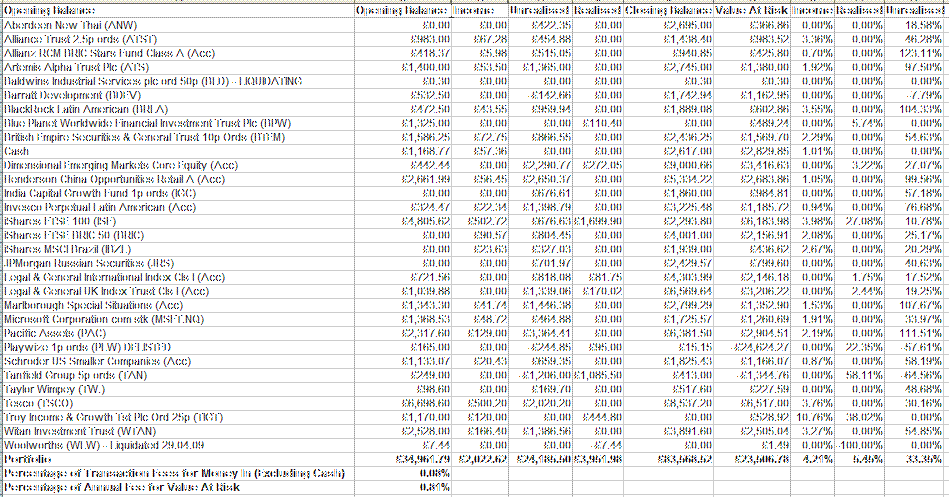 Opening Balance Opening Balance Income Unrealised Realised Closing Balance Value At Risk Income Realised Unrealised
Aberdeen New Thai (ANW) £0.00 £0.00 £422.35 £0.00 £2,695.00 £366.86 0.00% 0.00% 18.58%
Alliance Trust 2.5p ords (ATST) £983.00 £67.28 £454.88 £0.00 £1,438.40 £983.52 3.36% 0.00% 46.28%
Allianz RCM BRIC Stars Fund Class A (Acc) £418.37 £5.98 £515.05 £0.00 £940.85 £425.80 0.70% 0.00% 123.11%
Artemis Alpha Trust Plc (ATS) £1,400.00 £53.50 £1,365.00 £0.00 £2,745.00 £1,380.00 1.92% 0.00% 97.50%
Baldwins Industrial Services plc ord 50p (BLD) - LIQUIDATING £0.30 £0.00 £0.00 £0.00 £0.30 £0.30 0.00% 0.00% 0.00%
Barratt Development (BDEV) £532.50 £0.00 -£142.66 £0.00 £1,742.94 £1,162.95 0.00% 0.00% -7.79%
BlackRock Latin American (BRLA) £472.50 £43.55 £959.94 £0.00 £1,889.08 £602.86 3.55% 0.00% 104.33%
Blue Planet Worldwide Financial Investment Trust Plc (BPW) £1,325.00 £0.00 £0.00 £110.40 £0.00 £489.24 0.00% 5.74% 0.00%
British Empire Securities & General Trust 10p Ords (BTEM) £1,586.25 £72.75 £866.55 £0.00 £2,436.25 £1,569.70 2.29% 0.00% 54.63%
Cash £1,168.77 £57.36 £0.00 £0.00 £2,617.00 £2,829.85 1.01% 0.00% 0.00%
Dimensional Emerging Markets Core Equity (Acc) £442.44 £0.00 £2,290.77 £272.05 £9,000.66 £3,416.63 0.00% 3.22% 27.07%
Henderson China Opportunities Retail A (Acc) £2,661.99 £56.45 £2,650.37 £0.00 £5,334.22 £2,683.86 1.05% 0.00% 99.56%
India Capital Growth Fund 1p ords (IGC) £0.00 £0.00 £676.61 £0.00 £1,860.00 £984.81 0.00% 0.00% 57.18%
Invesco Perpetual Latin American (Acc) £324.47 £22.34 £1,398.79 £0.00 £3,225.48 £1,185.72 0.94% 0.00% 76.68%
iShares FTSE 100 (ISF) £4,805.62 £502.72 £676.63 £1,699.90 £2,293.80 £6,183.98 3.98% 27.08% 10.78%
iShares FTSE BRIC 50 (BRIC) £0.00 £90.57 £804.45 £0.00 £4,001.00 £2,156.91 2.08% 0.00% 25.17%
iShares MSCI Brazil (IBZL) £0.00 £23.63 £327.03 £0.00 £1,939.00 £436.62 2.67% 0.00% 20.29%
JPMorgan Russian Securities (JRS) £0.00 £0.00 £701.97 £0.00 £2,429.57 £799.60 0.00% 0.00% 40.63%
Legal & General International Index Cls I (Acc) £721.56 £0.00 £818.08 £81.75 £4,303.99 £2,146.18 0.00% 1.75% 17.52%
Legal & General UK Index Trust Cls I (Acc) £1,039.88 £0.00 £1,339.06 £170.02 £6,569.64 £3,206.22 0.00% 2.44% 19.25%
Marlborough Special Situations (Acc) £1,343.30 £41.74 £1,446.38 £0.00 £2,799.29 £1,352.90 1.53% 0.00% 107.67%
Microsoft Corporation com stk (MSFT.NQ) £1,368.53 £48.72 £464.88 £0.00 £1,725.57 £1,260.69 1.91% 0.00% 33.97%
Pacific Assets (PAC) £2,317.60 £129.00 £3,364.41 £0.00 £6,381.50 £2,904.51 2.19% 0.00% 111.51%
Playwize 1p ords (PLW) DELISTED £165.00 £0.00 -£244.85 £95.00 £15.15 -£24,624.27 0.00% 22.35% -57.61%
Schroder US Smaller Companies (Acc) £1,133.07 £20.43 £659.35 £0.00 £1,825.43 £1,166.07 0.87% 0.00% 58.19%
Tanfield Group 5p ords (TAN) £249.00 £0.00 -£1,206.00 £1,085.50 £413.00 -£1,344.76 0.00% 58.11% -64.56%
Taylor Wimpey (TW.) £98.60 £0.00 £169.70 £0.00 £517.60 £227.59 0.00% 0.00% 48.68%
Tesco (TSCO) £6,698.60 £500.20 £2,020.20 £0.00 £8,537.20 £6,517.00 3.76% 0.00% 30.16%
Troy Income & Growth Tst Plc Ord 25p (TIGT) £1,170.00 £120.00 £0.00 £444.80 £0.00 £528.92 10.76% 38.02% 0.00%
Witan Investment Trust (WTAN) £2,528.00 £166.40 £1,386.56 £0.00 £3,891.60 £2,505.04 3.27% 0.00% 54.85%
Woolworths (WLW) - Liquidated 29.04.09 £7.44 £0.00 £0.00 -£7.44 £0.00 £1.49 0.00% -100.00% 0.00%
Portfolio £34,961.79 £2,022.62 £24,185.50 £3,951.98 £83,568.52 £23,506.78 4.21% 5.45% 33.35%
Percentage of Transaction Fees for Money In (Excluding Cash) 0.08%
Percentage of Annual Fee for Value At Risk 0.81%